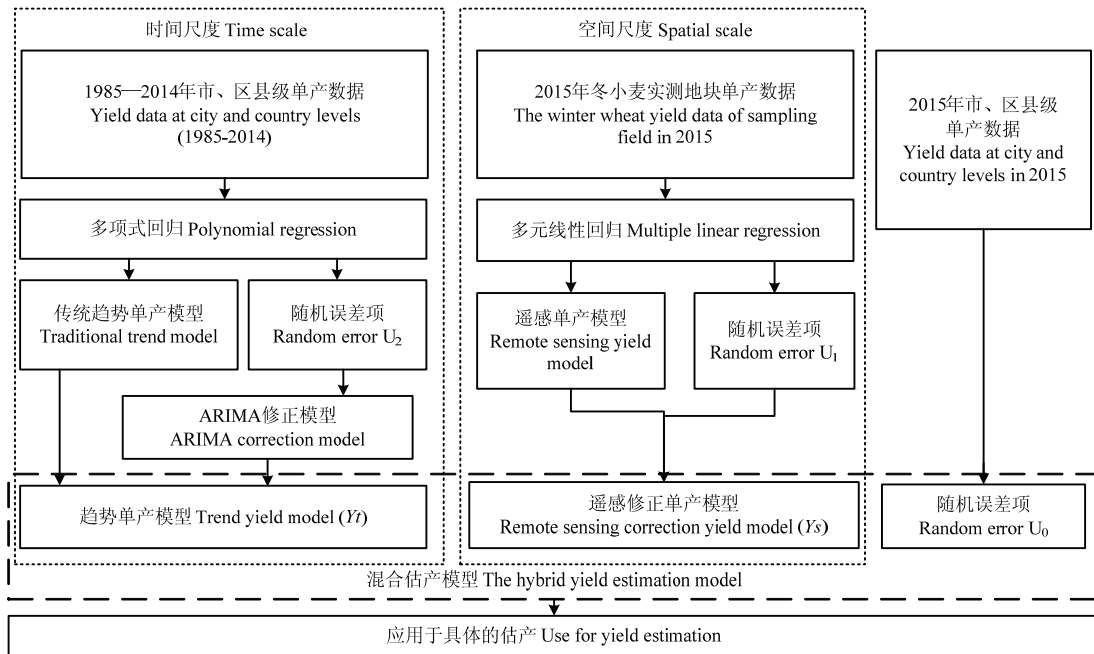 时间尺度 Time scale
1985—2014年市、区县级单产数据
Yield data at city and country levels
(1985-2014)
多项式回归 Polynomial regression
传统趋势单产模型
Traditional trend model
随机误差项
Random error U₂
ARIMA修正模型
ARIMA correction model
趋势单产模型 Trend yield model (Yt)
空间尺度 Spatial scale
2015年冬小麦实测地块单产数据
The winter wheat yield data of sampling
field in 2015
多元线性回归 Multiple linear regression
遥感单产模型
Remote sensing yield
model
随机误差项
Random error U₁
遥感修正单产模型
Remote sensing correction yield model (Ys)
2015年市、区县级
单产数据
Yield data at city and
country levels in 2015
随机误差项
Random error U₀
混合估产模型 The hybrid yield estimation model
应用于具体的估产 Use for yield estimation